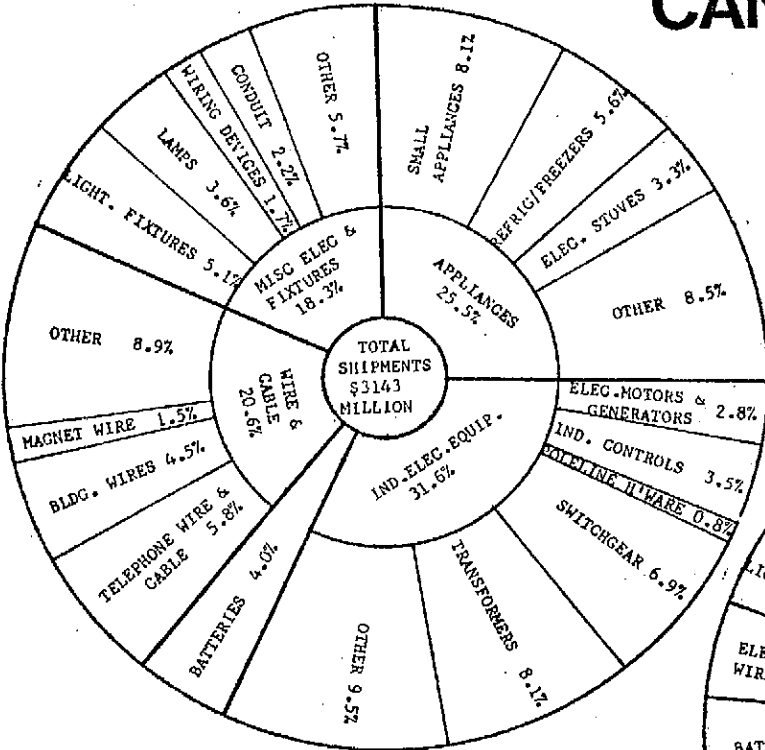 CAN
TOTAL
SHIPMENTS
$3143
MILLION
APPLIANCES
25.5%
SMALL
APPLIANCES 8.1%
REFRIG/FREEZERS 5.6%
ELEC. STOVES 3.3%
OTHER 8.5%
IND.ELEC.EQUIP.
31.6%
ELEC.MOTORS &
GENERATORS 2.8%
IND. CONTROLS 3.5%
POLELINE H'WARE 0.8%
SWITCHGEAR 6.9%
TRANSFORMERS 8.1%
OTHER 9.5%
BATTERIES 4.0%
WIRE &
CABLE
20.6%
TELEPHONE WIRE &
CABLE 5.8%
BLDG. WIRES 4.5%
MAGNET WIRE 1.5%
OTHER 8.9%
MISC ELEC &
FIXTURES
18.3%
LIGHT. FIXTURES 5.1%
LAMPS 3.6%
WIRING DEVICES 1.7%
CONDUIT 2.2%
OTHER 5.7%
LI
ELE
WIR
BAT